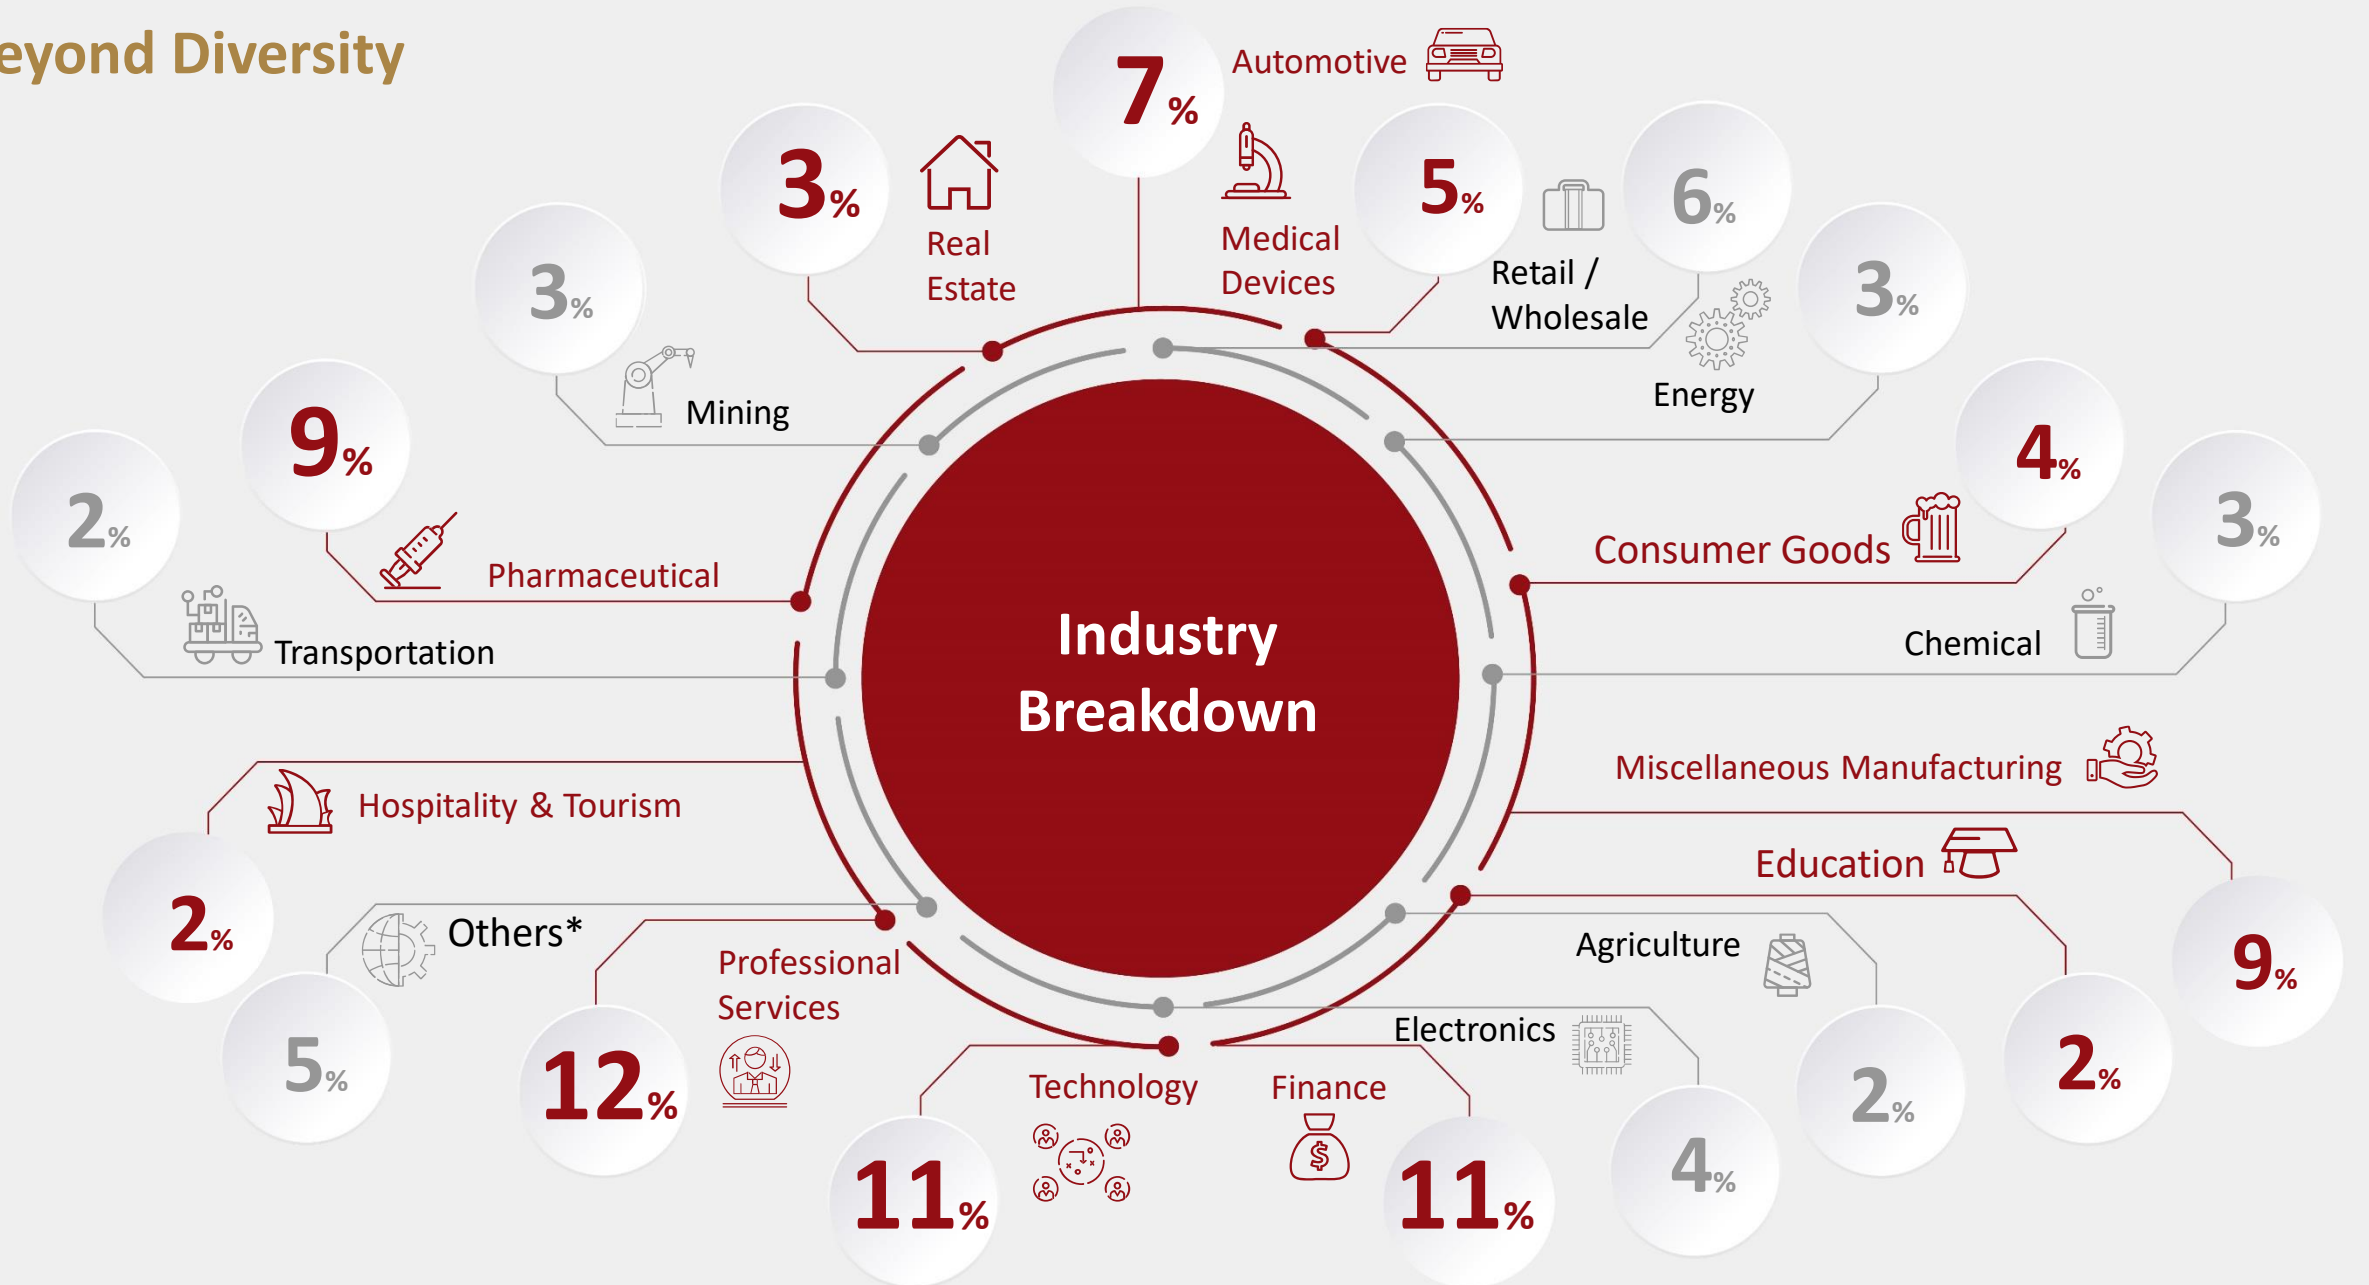 eyond Diversity
7%
Automotive
3%
Real
Estate
Medical
Devices
5%
Retail /
Wholesale
6%
3%
Mining
Energy
3%
9%
Pharmaceutical
4%
Consumer Goods
2%
Transportation
3%
Chemical
Industry
Breakdown
Hospitality & Tourism
2%
Miscellaneous Manufacturing
9%
Education
2%
Others*
5%
Professional
Services
12%
Agriculture
2%
Electronics
4%
Technology
11%
Finance
$
11%